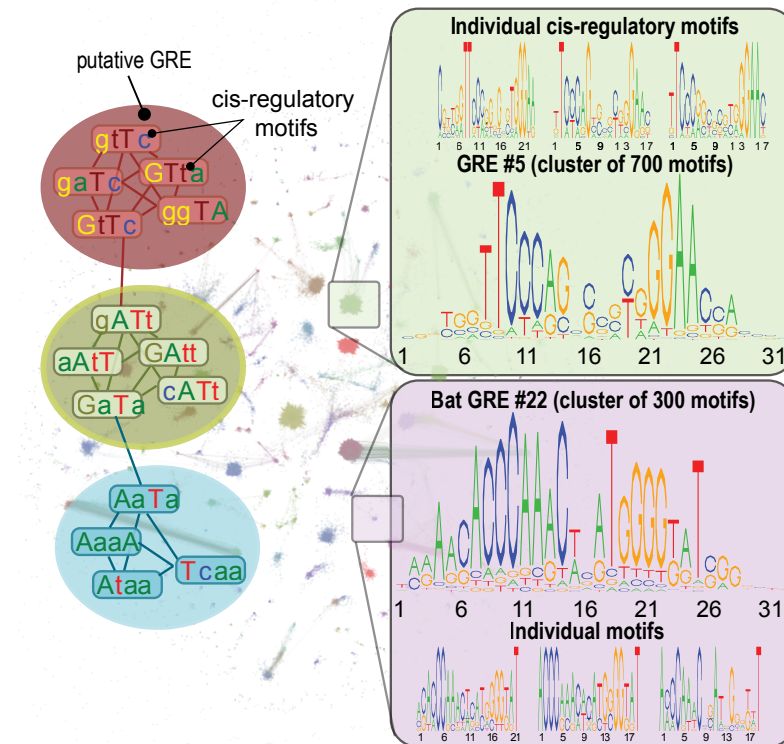 putative GRE
cis-regulatory
motifs
gtTc
gaTc
GTta
GtTc
ggTA
gATt
aAtT
GAtt
GaTa
cATt
AaTa
AaaA
Tcaa
Ataa
Individual cis-regulatory motifs
1 6 11 16 21
1 5 9 13 17
1 5 9 13 17
GRE #5 (cluster of 700 motifs)
1 6 11 16 21 26 31
Bat GRE #22 (cluster of 300 motifs)
1 6 11 16 21 26 31
Individual motifs
1 6 11 16 21
1 5 9 13 17
1 5 9 13 17